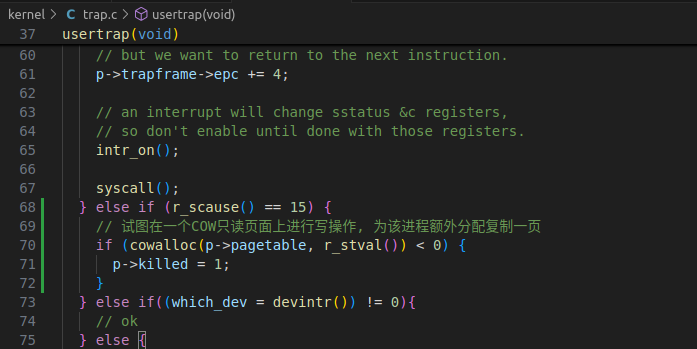 kernel > C trap.c > usertrap(void)
37 usertrap(void)
60 // but we want to return to the next instruction.
61 p->trapframe->epc += 4;
62
63 // an interrupt will change sstatus &c registers,
64 // so don't enable until done with those registers.
65 intr_on();
66
67 syscall();
68 } else if (r_scause() == 15) {
69 // 试图在一个COW只读页面上进行写操作, 为该进程额外分配复制一页
70 if (cowalloc(p->pagetable, r_stval()) < 0) {
71 p->killed = 1;
72 }
73 } else if((which_dev = devintr()) != 0){
74 // ok
75 } else {